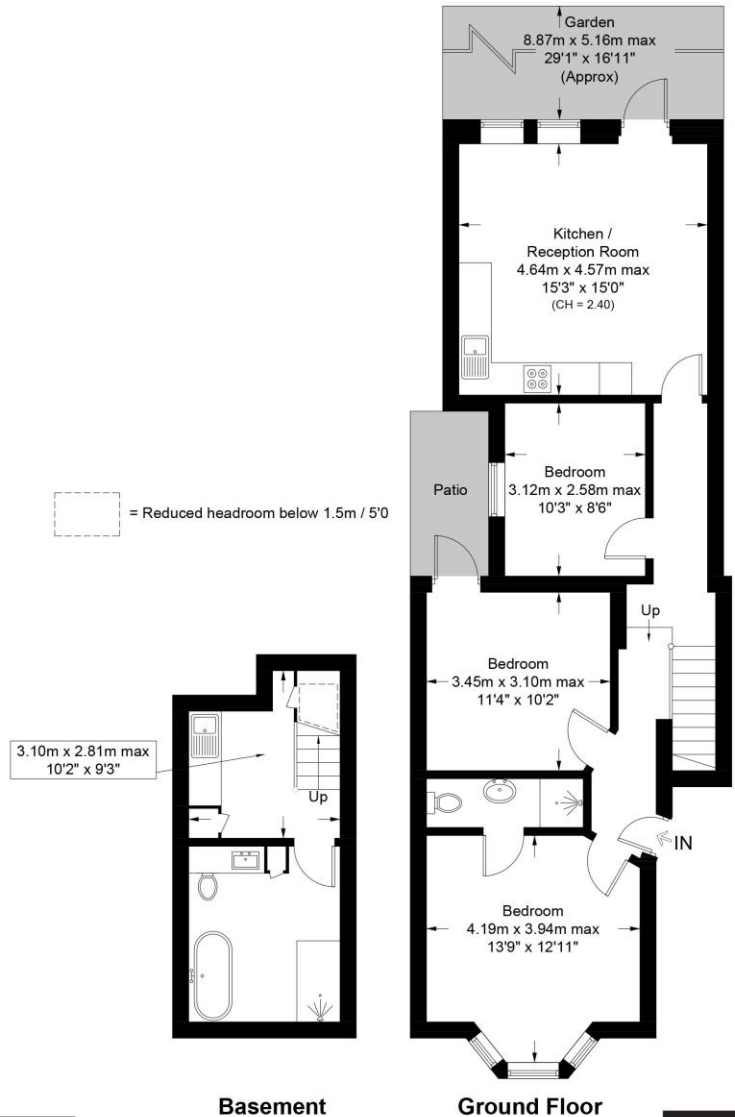 Garden
8.87m x 5.16m max
29'1" x 16'11"
(Approx)
Kitchen /
Reception Room
4.64m x 4.57m max
15'3" x 15'0"
(CH = 2.40)
Patio
Bedroom
3.12m x 2.58m max
10'3" x 8'6"
= Reduced headroom below 1.5m / 5'0
Up
Bedroom
3.45m x 3.10m max
11'4" x 10'2"
3.10m x 2.81m max
10'2" x 9'3"
Up
IN
Bedroom
4.19m x 3.94m max
13'9" x 12'11"
Basement
Ground Floor